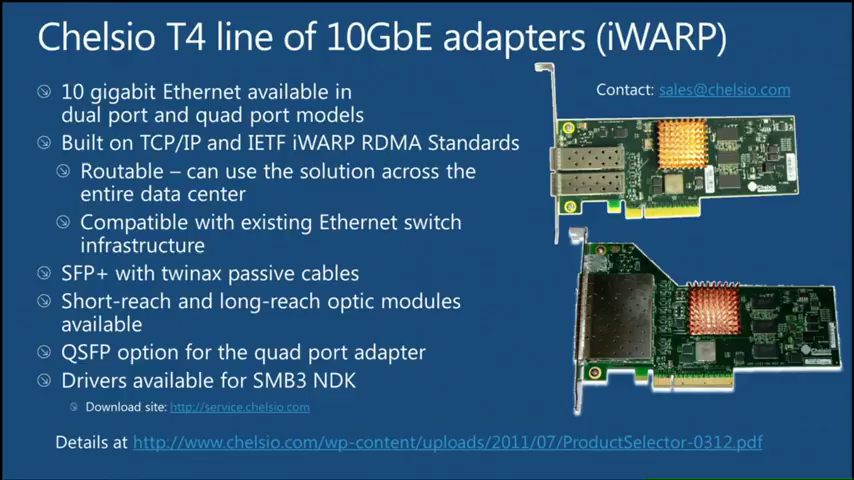 Chelsio T4 line of 10GbE adapters (iWARP)
Contact: sales@chelsio.com
10 gigabit Ethernet available in
dual port and quad port models
Built on TCP/IP and IETF iWARP RDMA Standards
Routable – can use the solution across the
entire data center
Compatible with existing Ethernet switch
infrastructure
SFP+ with twinax passive cables
Short-reach and long-reach optic modules
available
QSFP option for the quad port adapter
Drivers available for SMB3 NDK
Download site: http://service.chelsio.com
Details at http://www.chelsio.com/wp-content/uploads/2011/07/ProductSelector-0312.pdf
Chelsio